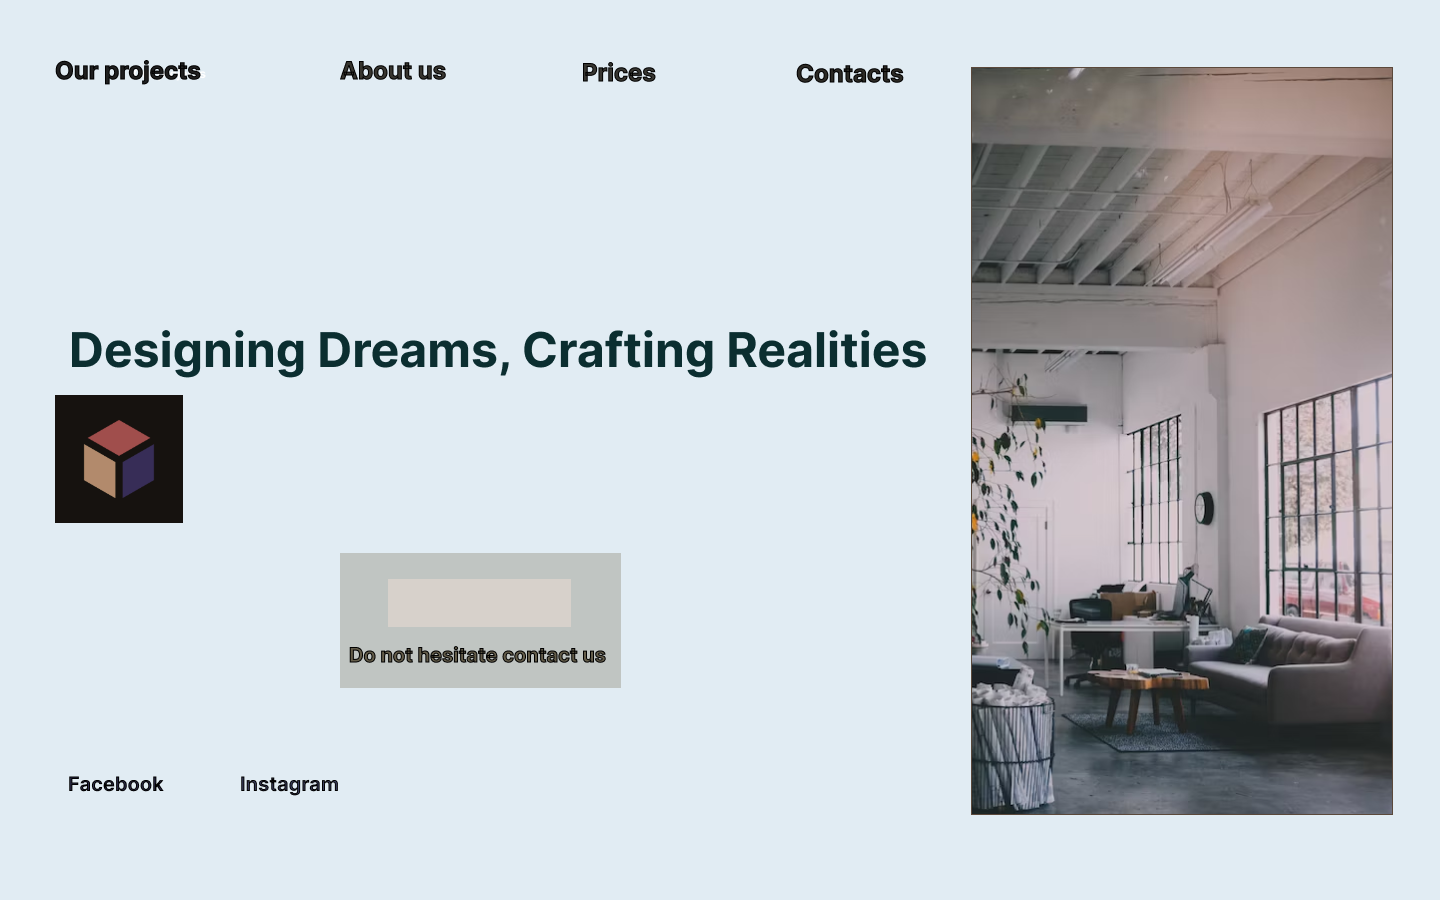 Our projects
About us
Prices
Contacts
Designing Dreams, Crafting Realities
Do not hesitate contact us
Facebook
Instagram